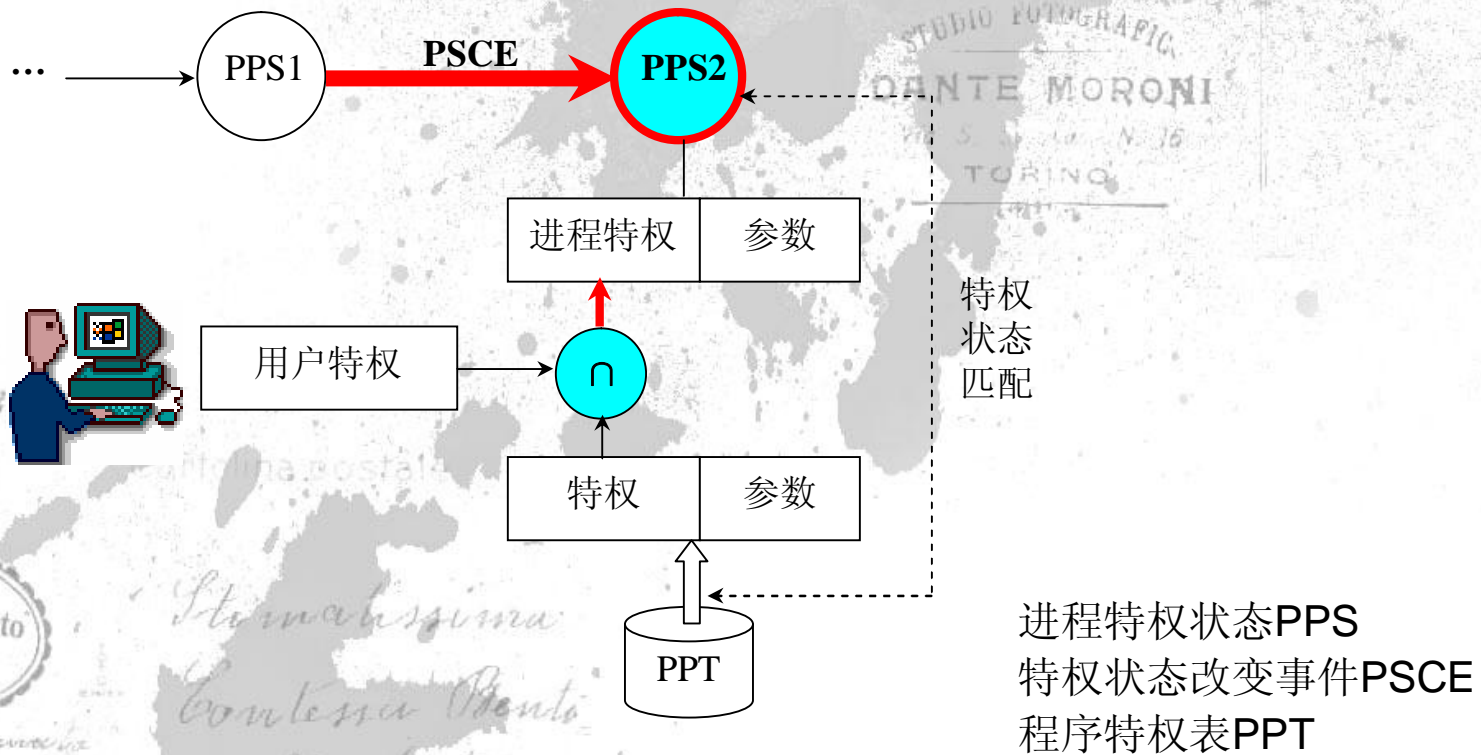 ... PPS1 PSCE PPS2
STUDIO FOTOGRAFIC
DANTE MORONI
TORINO
进程特权 参数
特权
状态
匹配
用户特权 ∩
特权 参数
Stimatissima
to
PPT
Contessa
进程特权状态PPS
特权状态改变事件PSCE
程序特权表PPT